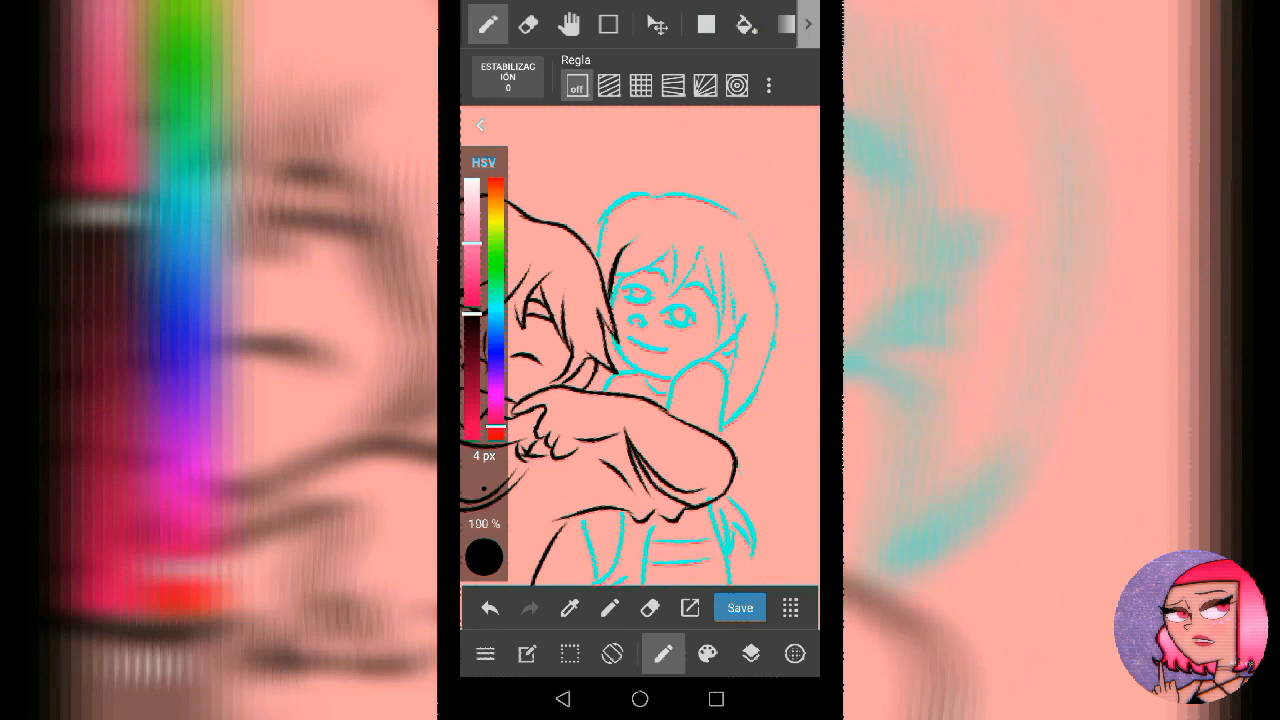 ESTABILIZAC
IÓN
0
Regla
off
HSV
4 px
100 %
Save